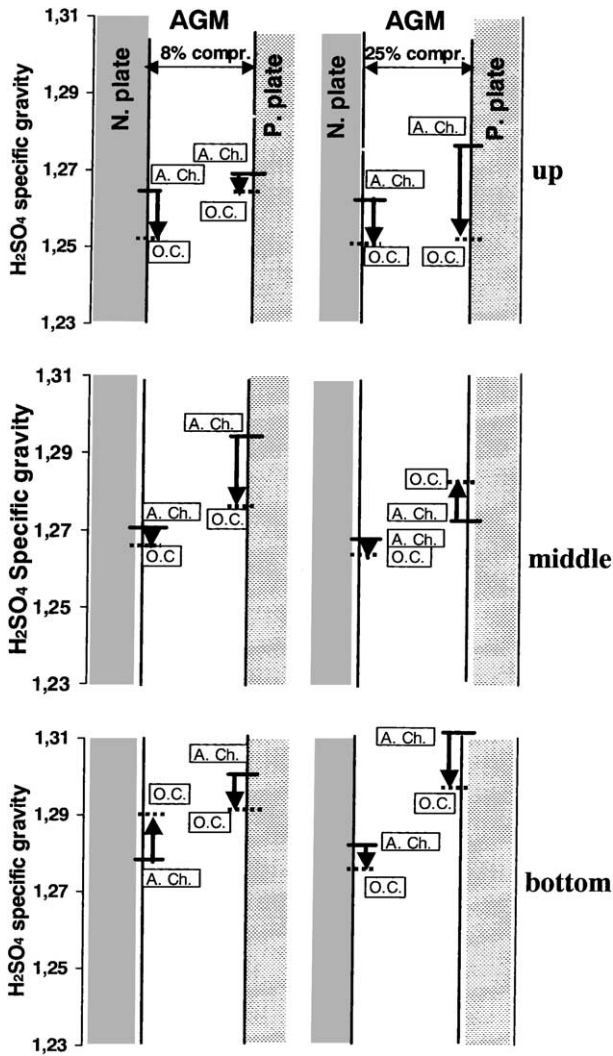 AGM AGM
1,31
8% compr. 25% compr.
N. plate P. plate N. plate P. plate
1,29
H₂SO₄ specific gravity
A. Ch. A. Ch.
1,27
A. Ch. A. Ch.
up
O.C.
1,25
O.C. O.C. O.C.
1,23
1,31
H₂SO₄ Specific gravity
A. Ch.
1,29
O.C.
A. Ch. O.C. A. Ch.
1,27
O.C A. Ch.
O.C.
middle
1,25
1,23
1,31
A. Ch.
H₂SO₄ specific gravity
A. Ch.
O.C. O.C.
1,29
O.C.
A. Ch.
A. Ch. O.C.
bottom
1,27
1,25
1,23